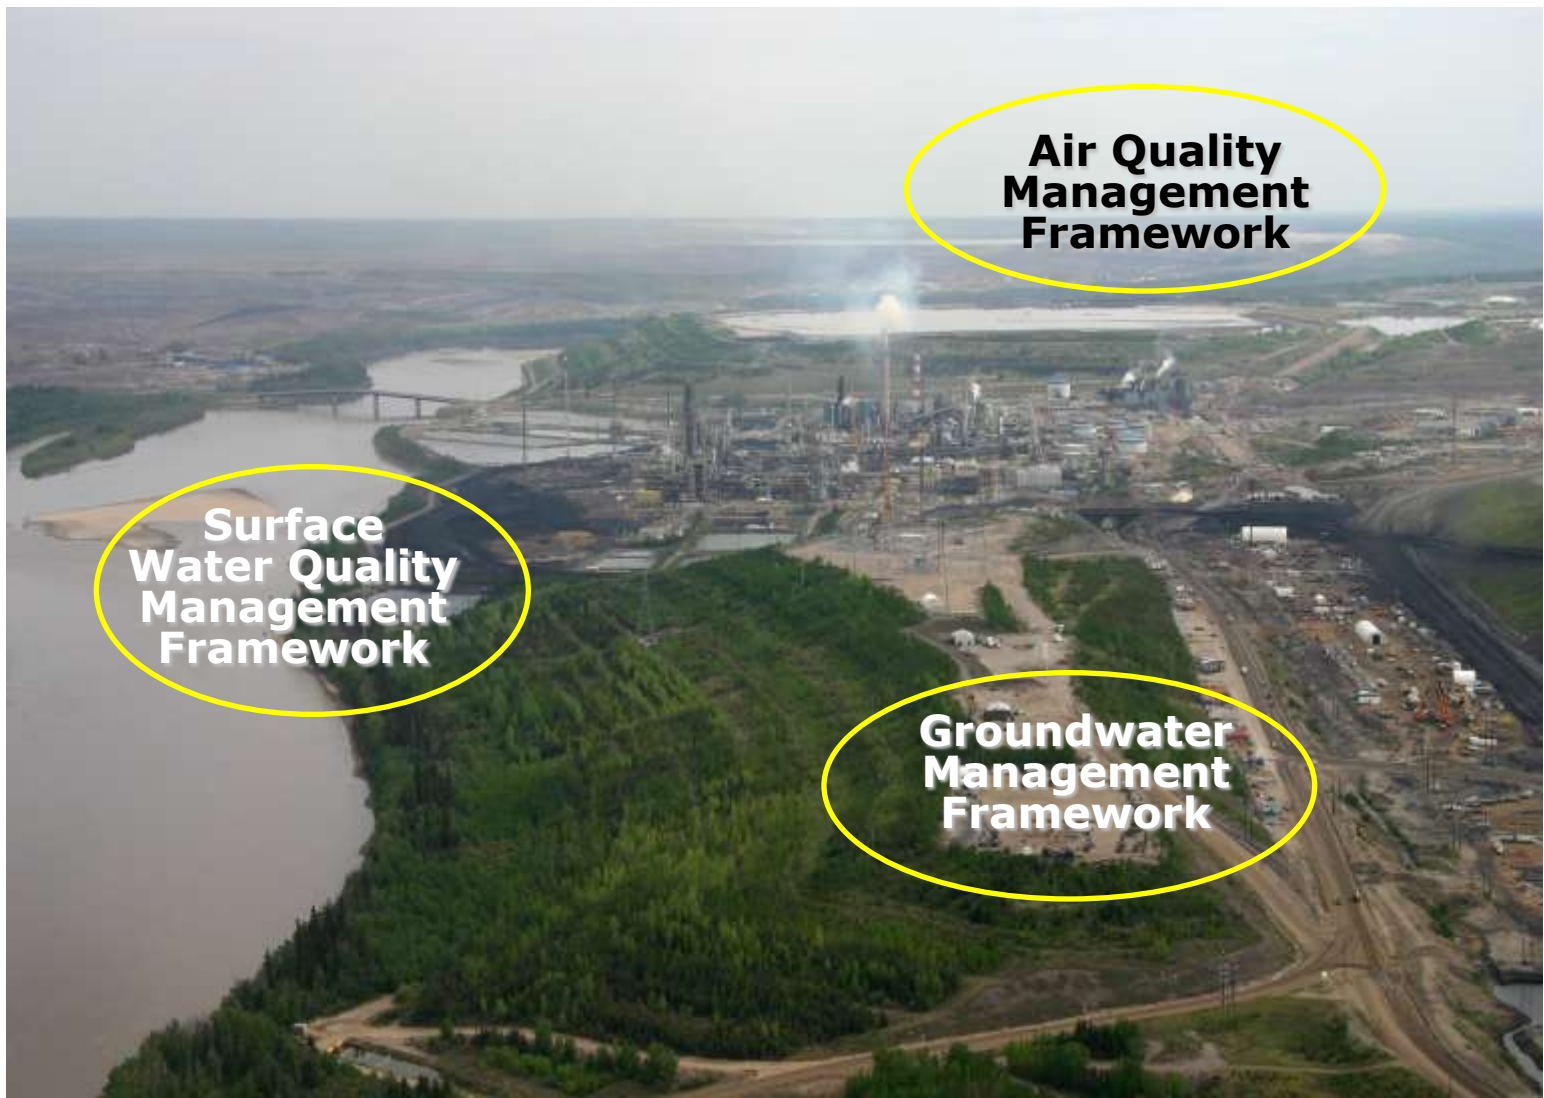 Air Quality
Management
Framework
Surface
Water Quality
Management
Framework
Groundwater
Management
Framework